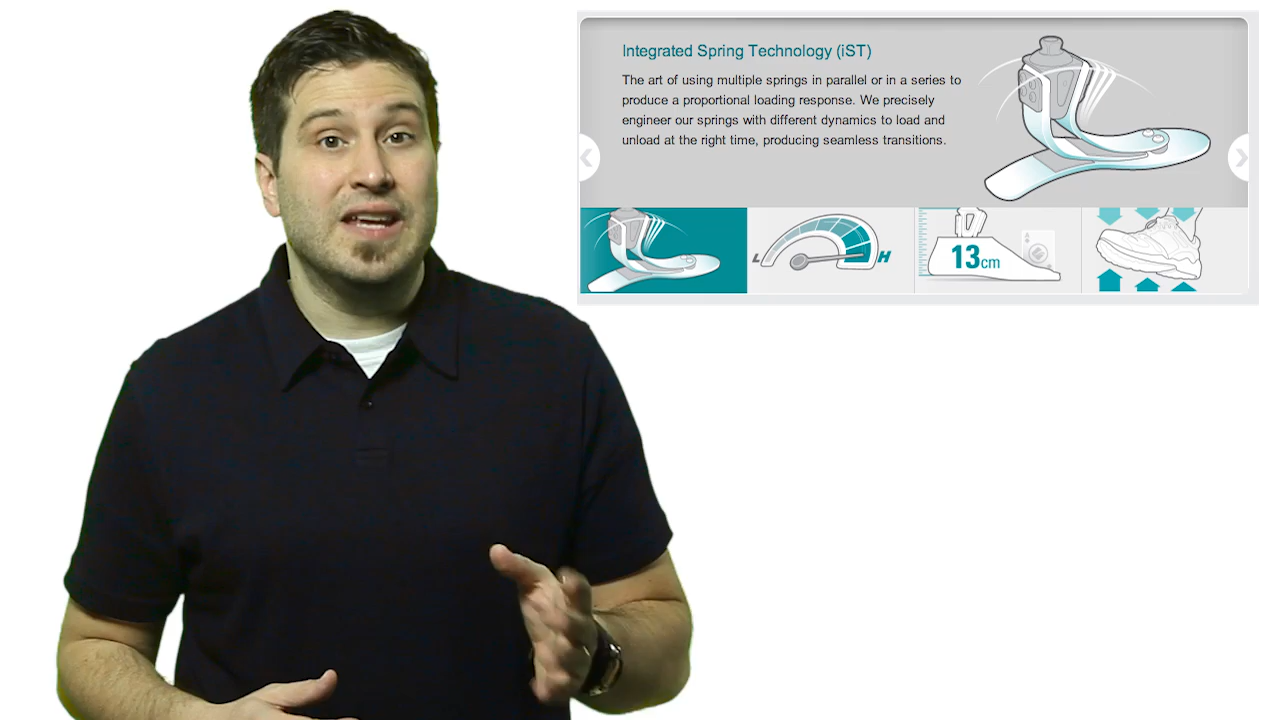 Integrated Spring Technology (iST)
The art of using multiple springs in parallel or in a series to
produce a proportional loading response. We precisely
engineer our springs with different dynamics to load and
unload at the right time, producing seamless transitions.
L H
13cm